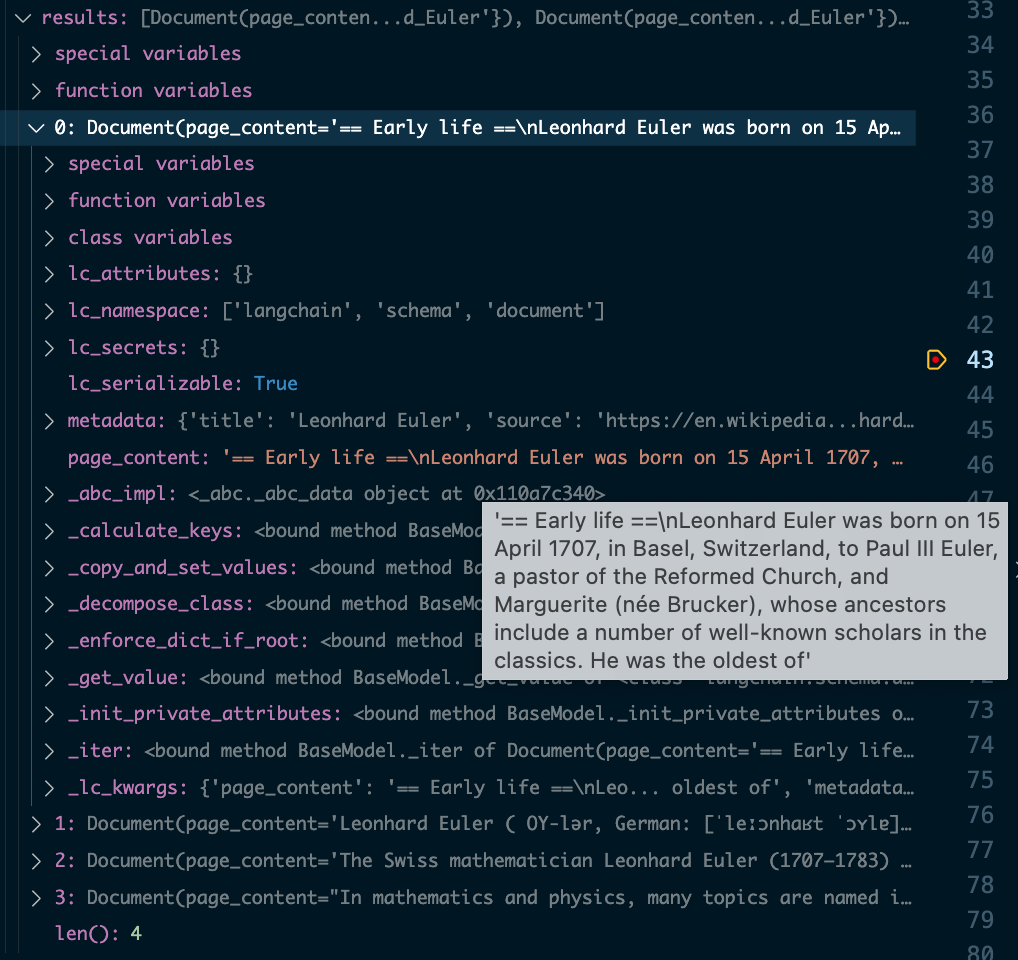 results: [Document(page_conten...d_Euler'}), Document(page_conten...d_Euler'})…
special variables
function variables
0: Document(page_content='== Early life ==\nLeonhard Euler was born on 15 Ap…
special variables
function variables
class variables
lc_attributes: {}
lc_namespace: ['langchain', 'schema', 'document']
lc_secrets: {}
lc_serializable: True
metadata: {'title': 'Leonhard Euler', 'source': 'https://en.wikipedia...hard…
page_content: '== Early life ==\nLeonhard Euler was born on 15 April 1707, …
_abc_impl: <_abc._abc_data object at 0x110a7c340>
_calculate_keys: <bound method BaseMod
_copy_and_set_values: <bound method Ba
_decompose_class: <bound method BaseMo
_enforce_dict_if_root: <bound method B
_get_value: <bound method BaseModel._get_value of <class
_init_private_attributes: <bound method BaseModel._init_private_attributes o…
_iter: <bound method BaseModel._iter of Document(page_content='== Early life…
_lc_kwargs: {'page_content': '== Early life ==\nLeo... oldest of', 'metadata…
1: Document(page_content='Leonhard Euler ( OY-lər, German: [ˈleːɔnhaʁt ˈɔʏlɐ]…
2: Document(page_content='The Swiss mathematician Leonhard Euler (1707–1783) …
3: Document(page_content="In mathematics and physics, many topics are named i…
len(): 4
'== Early life ==\nLeonhard Euler was born on 15
April 1707, in Basel, Switzerland, to Paul III Euler,
a pastor of the Reformed Church, and
Marguerite (née Brucker), whose ancestors
include a number of well-known scholars in the
classics. He was the oldest of'
33
34
35
36
37
38
39
40
41
42
43
44
45
46
47
73
74
75
76
77
78
79
80